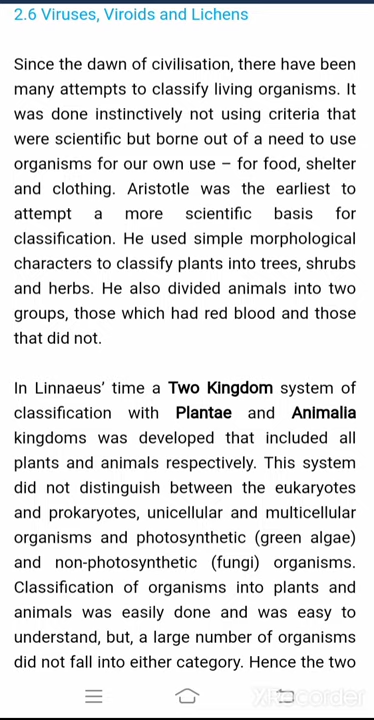 2.6 Viruses, Viroids and Lichens
Since the dawn of civilisation, there have been
many attempts to classify living organisms. It
was done instinctively not using criteria that
were scientific but borne out of a need to use
organisms for our own use – for food, shelter
and clothing. Aristotle was the earliest to
attempt a more scientific basis for
classification. He used simple morphological
characters to classify plants into trees, shrubs
and herbs. He also divided animals into two
groups, those which had red blood and those
that did not.
In Linnaeus' time a Two Kingdom system of
classification with Plantae and Animalia
kingdoms was developed that included all
plants and animals respectively. This system
did not distinguish between the eukaryotes
and prokaryotes, unicellular and multicellular
organisms and photosynthetic (green algae)
and non-photosynthetic (fungi) organisms.
Classification of organisms into plants and
animals was easily done and was easy to
understand, but, a large number of organisms
did not fall into either category. Hence the two
XRecorder